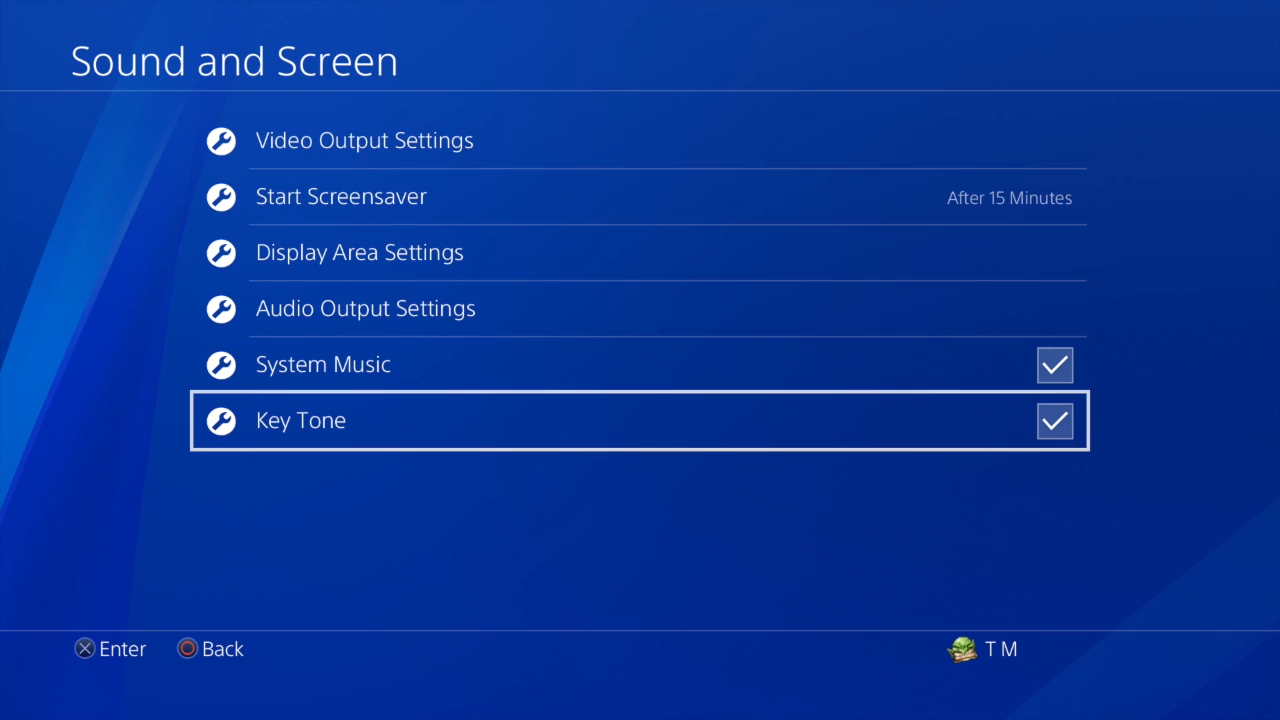 Sound and Screen
Video Output Settings
Start Screensaver After 15 Minutes
Display Area Settings
Audio Output Settings
System Music
Key Tone
Enter Back T M